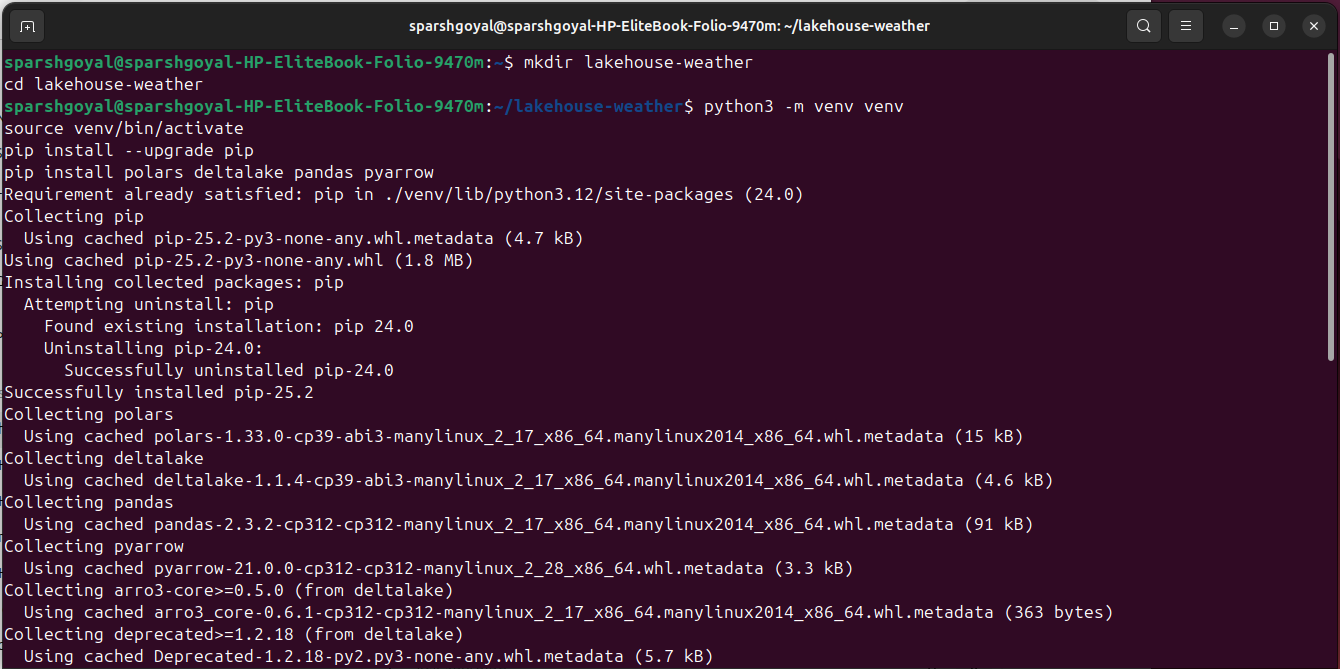 sparshgoyal@sparshgoyal-HP-EliteBook-Folio-9470m: ~/lakehouse-weather
sparshgoyal@sparshgoyal-HP-EliteBook-Folio-9470m:~$ mkdir lakehouse-weather
cd lakehouse-weather
sparshgoyal@sparshgoyal-HP-EliteBook-Folio-9470m:~/lakehouse-weather$ python3 -m venv venv
source venv/bin/activate
pip install --upgrade pip
pip install polars deltalake pandas pyarrow
Requirement already satisfied: pip in ./venv/lib/python3.12/site-packages (24.0)
Collecting pip
  Using cached pip-25.2-py3-none-any.whl.metadata (4.7 kB)
Using cached pip-25.2-py3-none-any.whl (1.8 MB)
Installing collected packages: pip
  Attempting uninstall: pip
    Found existing installation: pip 24.0
    Uninstalling pip-24.0:
      Successfully uninstalled pip-24.0
Successfully installed pip-25.2
Collecting polars
  Using cached polars-1.33.0-cp39-abi3-manylinux_2_17_x86_64.manylinux2014_x86_64.whl.metadata (15 kB)
Collecting deltalake
  Using cached deltalake-1.1.4-cp39-abi3-manylinux_2_17_x86_64.manylinux2014_x86_64.whl.metadata (4.6 kB)
Collecting pandas
  Using cached pandas-2.3.2-cp312-cp312-manylinux_2_17_x86_64.manylinux2014_x86_64.whl.metadata (91 kB)
Collecting pyarrow
  Using cached pyarrow-21.0.0-cp312-cp312-manylinux_2_28_x86_64.whl.metadata (3.3 kB)
Collecting arro3-core>=0.5.0 (from deltalake)
  Using cached arro3_core-0.6.1-cp312-cp312-manylinux_2_17_x86_64.manylinux2014_x86_64.whl.metadata (363 bytes)
Collecting deprecated>=1.2.18 (from deltalake)
  Using cached Deprecated-1.2.18-py2.py3-none-any.whl.metadata (5.7 kB)